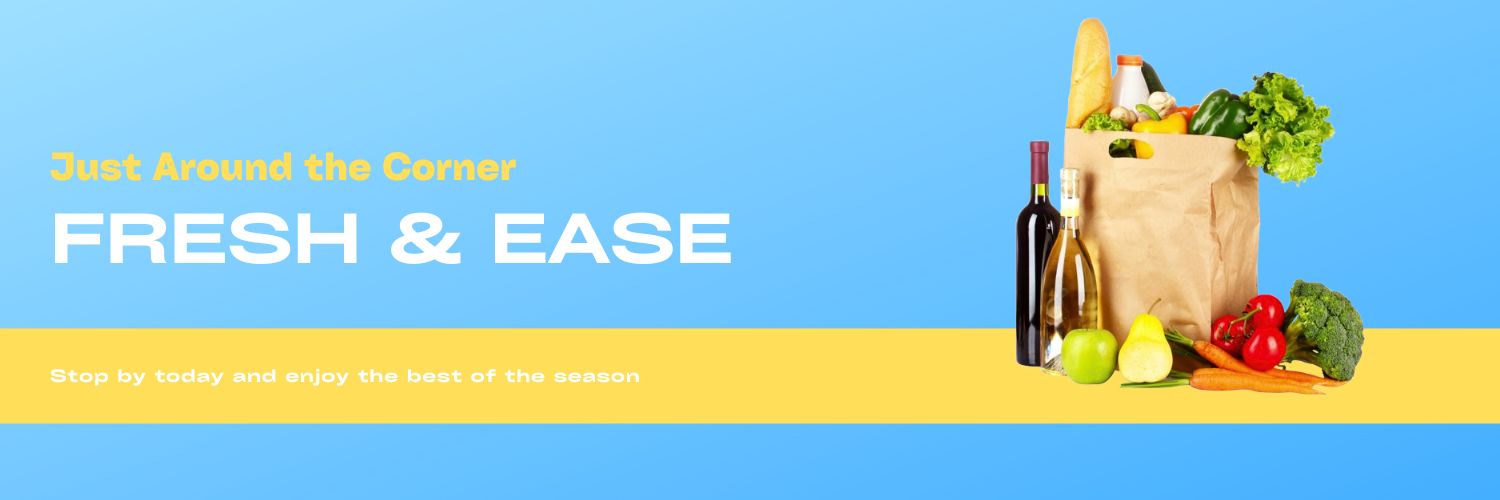 Just Around the Corner
FRESH & EASE
Stop by today and enjoy the best of the season